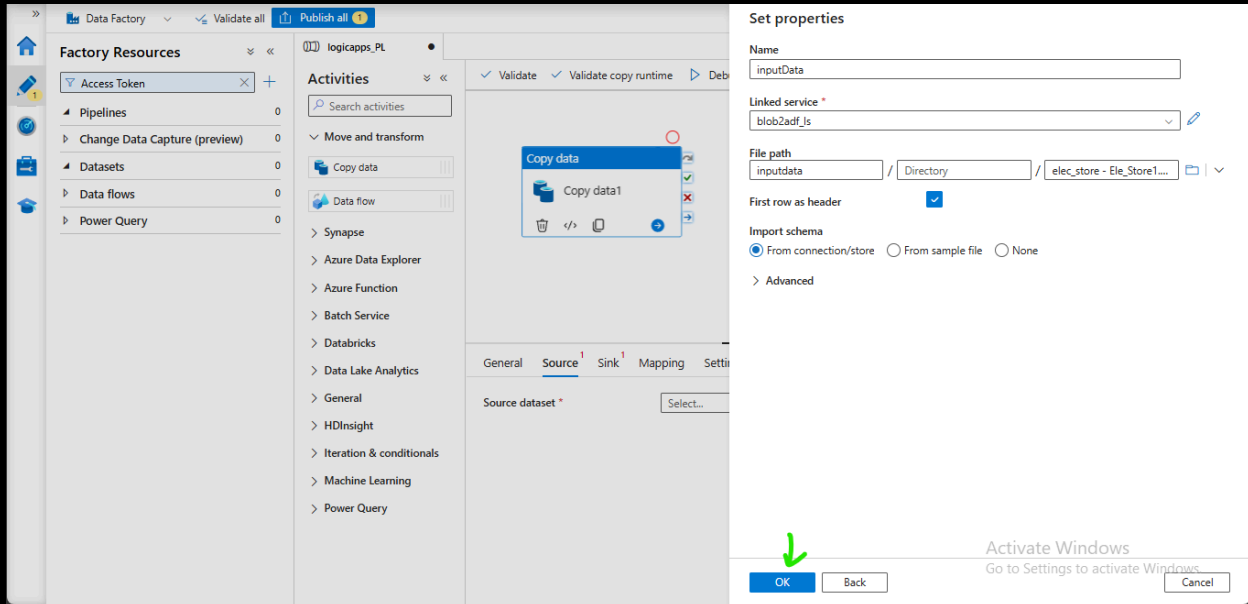 »
Data Factory
Validate all
Publish all 1
1
Factory Resources
Access Token
Pipelines 0
Change Data Capture (preview) 0
Datasets 0
Data flows 0
Power Query 0
logicapps_PL
Activities
Search activities
Move and transform
Copy data
Data flow
Synapse
Azure Data Explorer
Azure Function
Batch Service
Databricks
Data Lake Analytics
General
HDInsight
Iteration & conditionals
Machine Learning
Power Query
Validate Validate copy runtime Debu
Copy data
Copy data1
General Source 1 Sink 1 Mapping Settin
Source dataset * Select...
Set properties
Name
inputData
Linked service *
blob2adf_ls
File path
inputdata / Directory / elec_store - Ele_Store1....
First row as header
Import schema
From connection/store From sample file None
Advanced
Activate Windows
Go to Settings to activate Windows.
OK Back Cancel